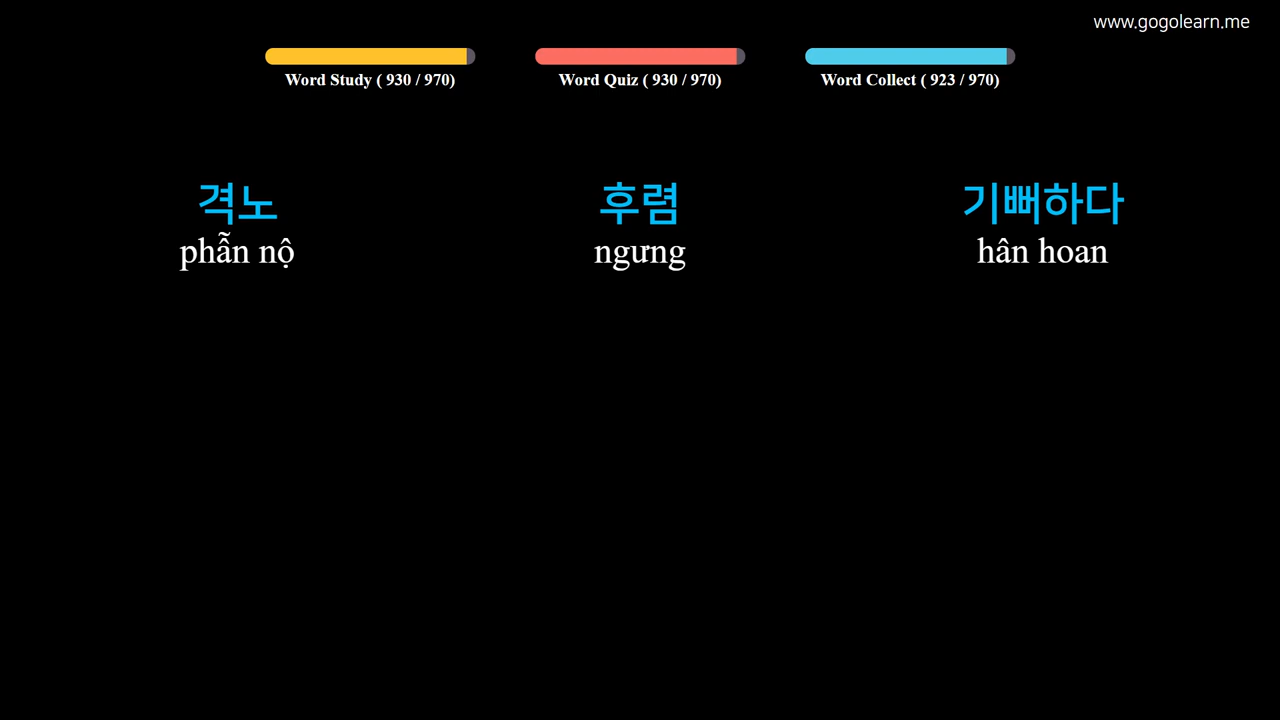 www.gogolearn.me
Word Study ( 930 / 970)
Word Quiz ( 930 / 970)
Word Collect ( 923 / 970)
격노
후렴
기뻐하다
phẫn nộ
ngưng
hân hoan